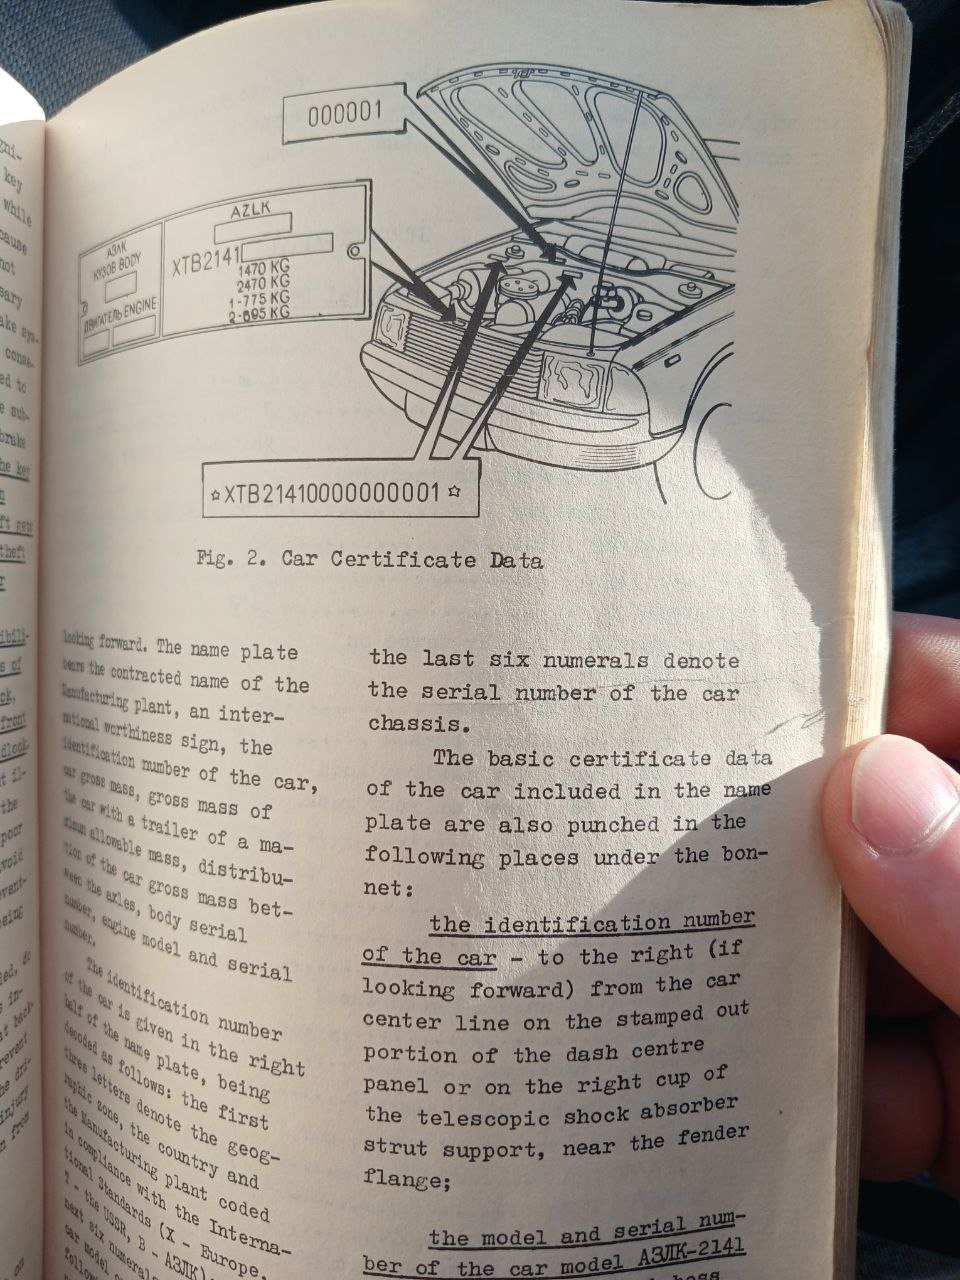 000001
АЗЛК
КУЗОВ BODY
ДВИГАТЕЛЬ ENGINE
AZLK
XTB2141
1470 KG
2470 KG
1-775 KG
2-695 KG
☆XTB21410000000001☆
Fig. 2. Car Certificate Data
looking forward. The name plate
bears the contracted name of the
Manufacturing plant, an inter-
national worthiness sign, the
identification number of the car,
car gross mass, gross mass of
the car with a trailer of a ma-
ximum allowable mass, distribu-
tion of the car gross mass bet-
ween the axles, body serial
number, engine model and serial
number.
The identification number
of the car is given in the right
half of the name plate, being
decoded as follows: the first
three letters denote the geog-
raphic zone, the country and
the Manufacturing plant coded
in compliance with the Interna-
tional Standards (X - Europe,
T - the USSR, B - АЗЛК)
next six numerals
car model
the last six numerals denote
the serial number of the car
chassis.
The basic certificate data
of the car included in the name
plate are also punched in the
following places under the bon-
net:
the identification number
of the car - to the right (if
looking forward) from the car
center line on the stamped out
portion of the dash centre
panel or on the right cup of
the telescopic shock absorber
strut support, near the fender
flange;
the model and serial num-
ber of the car model АЗЛК-2141